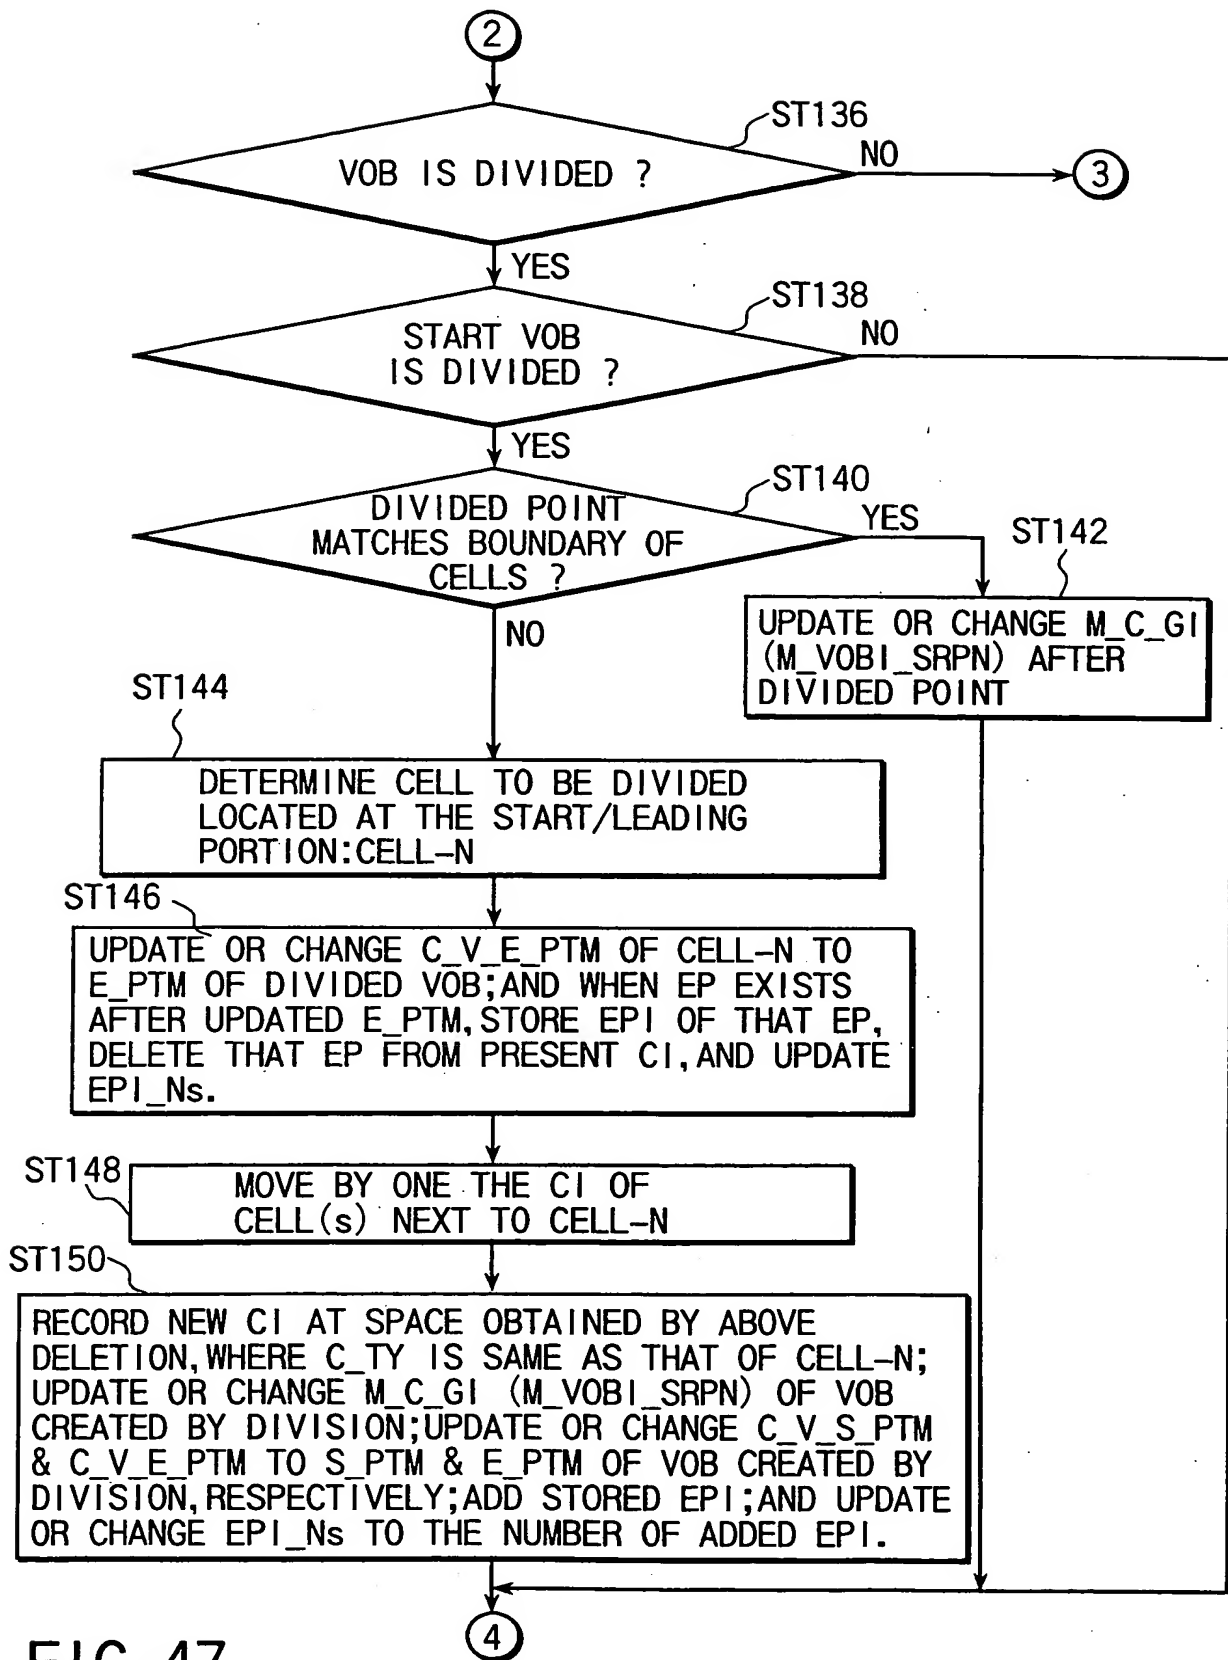 2
ST136
VOB IS DIVIDED ?
NO
3
YES
ST138
START VOB
IS DIVIDED ?
NO
YES
ST140
DIVIDED POINT
MATCHES BOUNDARY OF
CELLS ?
YES
ST142
NO
UPDATE OR CHANGE M_C_GI
(M_VOBI_SRPN) AFTER
DIVIDED POINT
ST144
DETERMINE CELL TO BE DIVIDED
LOCATED AT THE START/LEADING
PORTION:CELL-N
ST146
UPDATE OR CHANGE C_V_E_PTM OF CELL-N TO
E_PTM OF DIVIDED VOB;AND WHEN EP EXISTS
AFTER UPDATED E_PTM,STORE EPI OF THAT EP,
DELETE THAT EP FROM PRESENT CI,AND UPDATE
EPI_Ns.
ST148
MOVE BY ONE THE CI OF
CELL(s) NEXT TO CELL-N
ST150
RECORD NEW CI AT SPACE OBTAINED BY ABOVE
DELETION,WHERE C_TY IS SAME AS THAT OF CELL-N;
UPDATE OR CHANGE M_C_GI (M_VOBI_SRPN) OF VOB
CREATED BY DIVISION;UPDATE OR CHANGE C_V_S_PTM
& C_V_E_PTM TO S_PTM & E_PTM OF VOB CREATED BY
DIVISION,RESPECTIVELY;ADD STORED EPI;AND UPDATE
OR CHANGE EPI_Ns TO THE NUMBER OF ADDED EPI.
4
FIG. 47